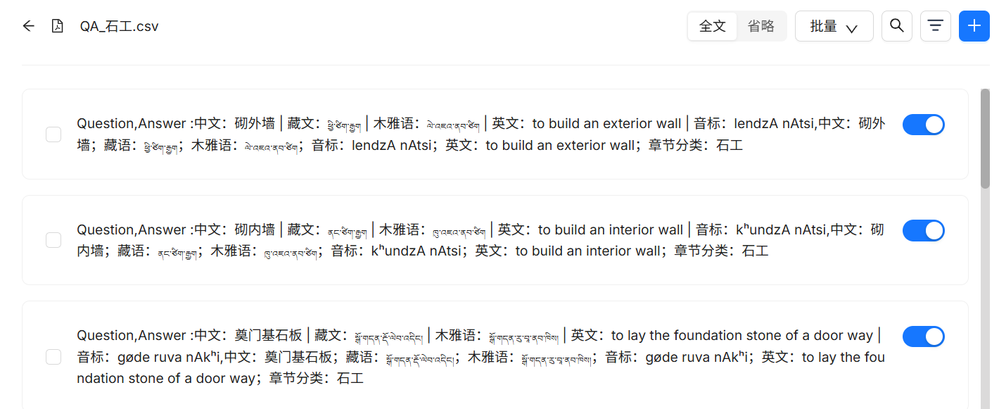 QA_石工.csv
全文 省略 批量
Question,Answer :中文：砌外墙 | 藏文：ཕྱི་ཙིག་རྒྱག | 木雅语：ལེ་འཛའ་ནབ་ཙིག | 英文：to build an exterior wall | 音标：lendzA nAtsi,中文：砌外
墙；藏语：ཕྱི་ཙིག་རྒྱག；木雅语：ལེ་འཛའ་ནབ་ཙིག；音标：lendzA nAtsi；英文：to build an exterior wall；章节分类：石工
Question,Answer :中文：砌内墙 | 藏文：ནང་ཙིག་རྒྱག | 木雅语：ཁུ་འཛའ་ནབ་ཙིག | 英文：to build an interior wall | 音标：kʰundzA nAtsi,中文：砌
内墙；藏语：ནང་ཙིག་རྒྱག；木雅语：ཁུ་འཛའ་ནབ་ཙིག；音标：kʰundzA nAtsi；英文：to build an interior wall；章节分类：石工
Question,Answer :中文：奠门基石板 | 藏文：སྒོ་གདན་རྡོ་ལེབ་འདིང། | 木雅语：སྒོ་གདན་རུ་ཝ་ནབ་ཁིས། | 英文：to lay the foundation stone of a door way |
音标：gøde ruva nAkʰi,中文：奠门基石板；藏语：སྒོ་གདན་རྡོ་ལེབ་འདིང།；木雅语：སྒོ་གདན་རུ་ཝ་ནབ་ཁིས།；音标：gøde ruva nAkʰi；英文：to lay the fou
ndation stone of a door way；章节分类：石工